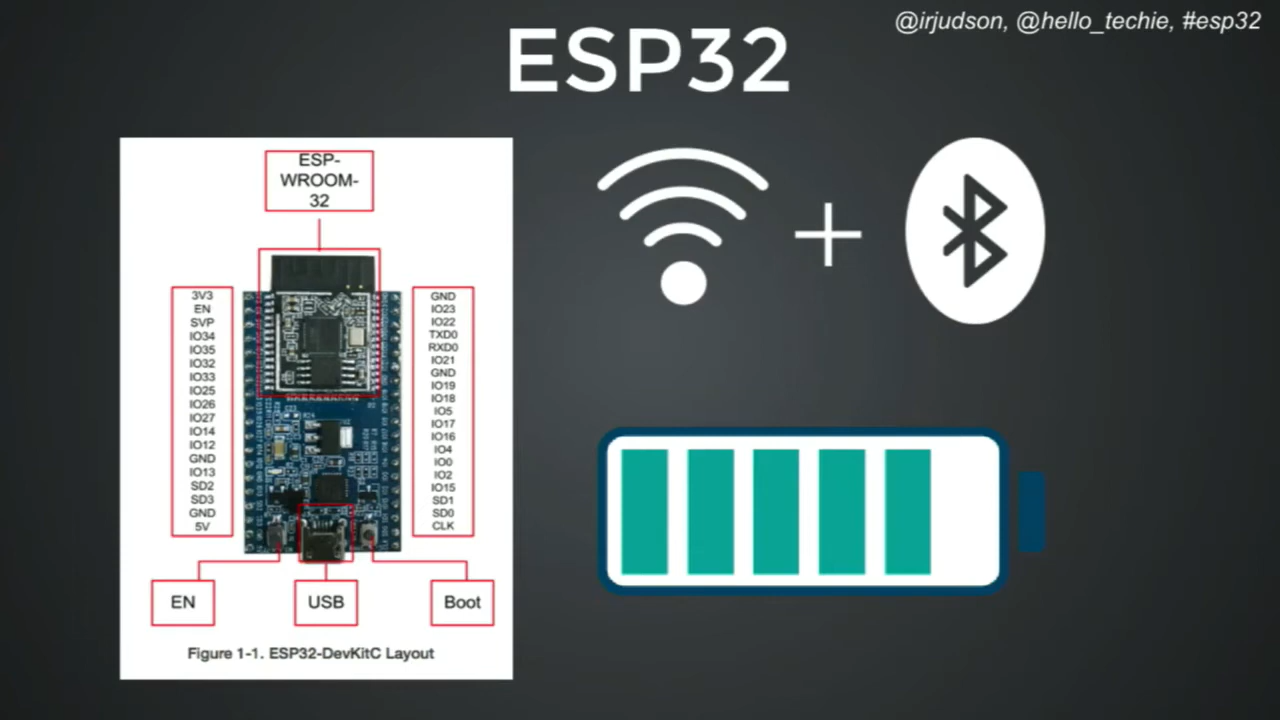 @irjudson, @hello_techie, #esp32
ESP32
ESP-
WROOM-
32
3V3
EN
SVP
IO34
IO35
IO32
IO33
IO25
IO26
IO27
IO14
IO12
GND
IO13
SD2
SD3
GND
5V
GND
IO23
IO22
TXD0
RXD0
IO21
GND
IO19
IO18
IO5
IO17
IO16
IO4
IO0
IO2
IO15
SD1
SD0
CLK
EN
USB
Boot
Figure 1-1. ESP32-DevKitC Layout